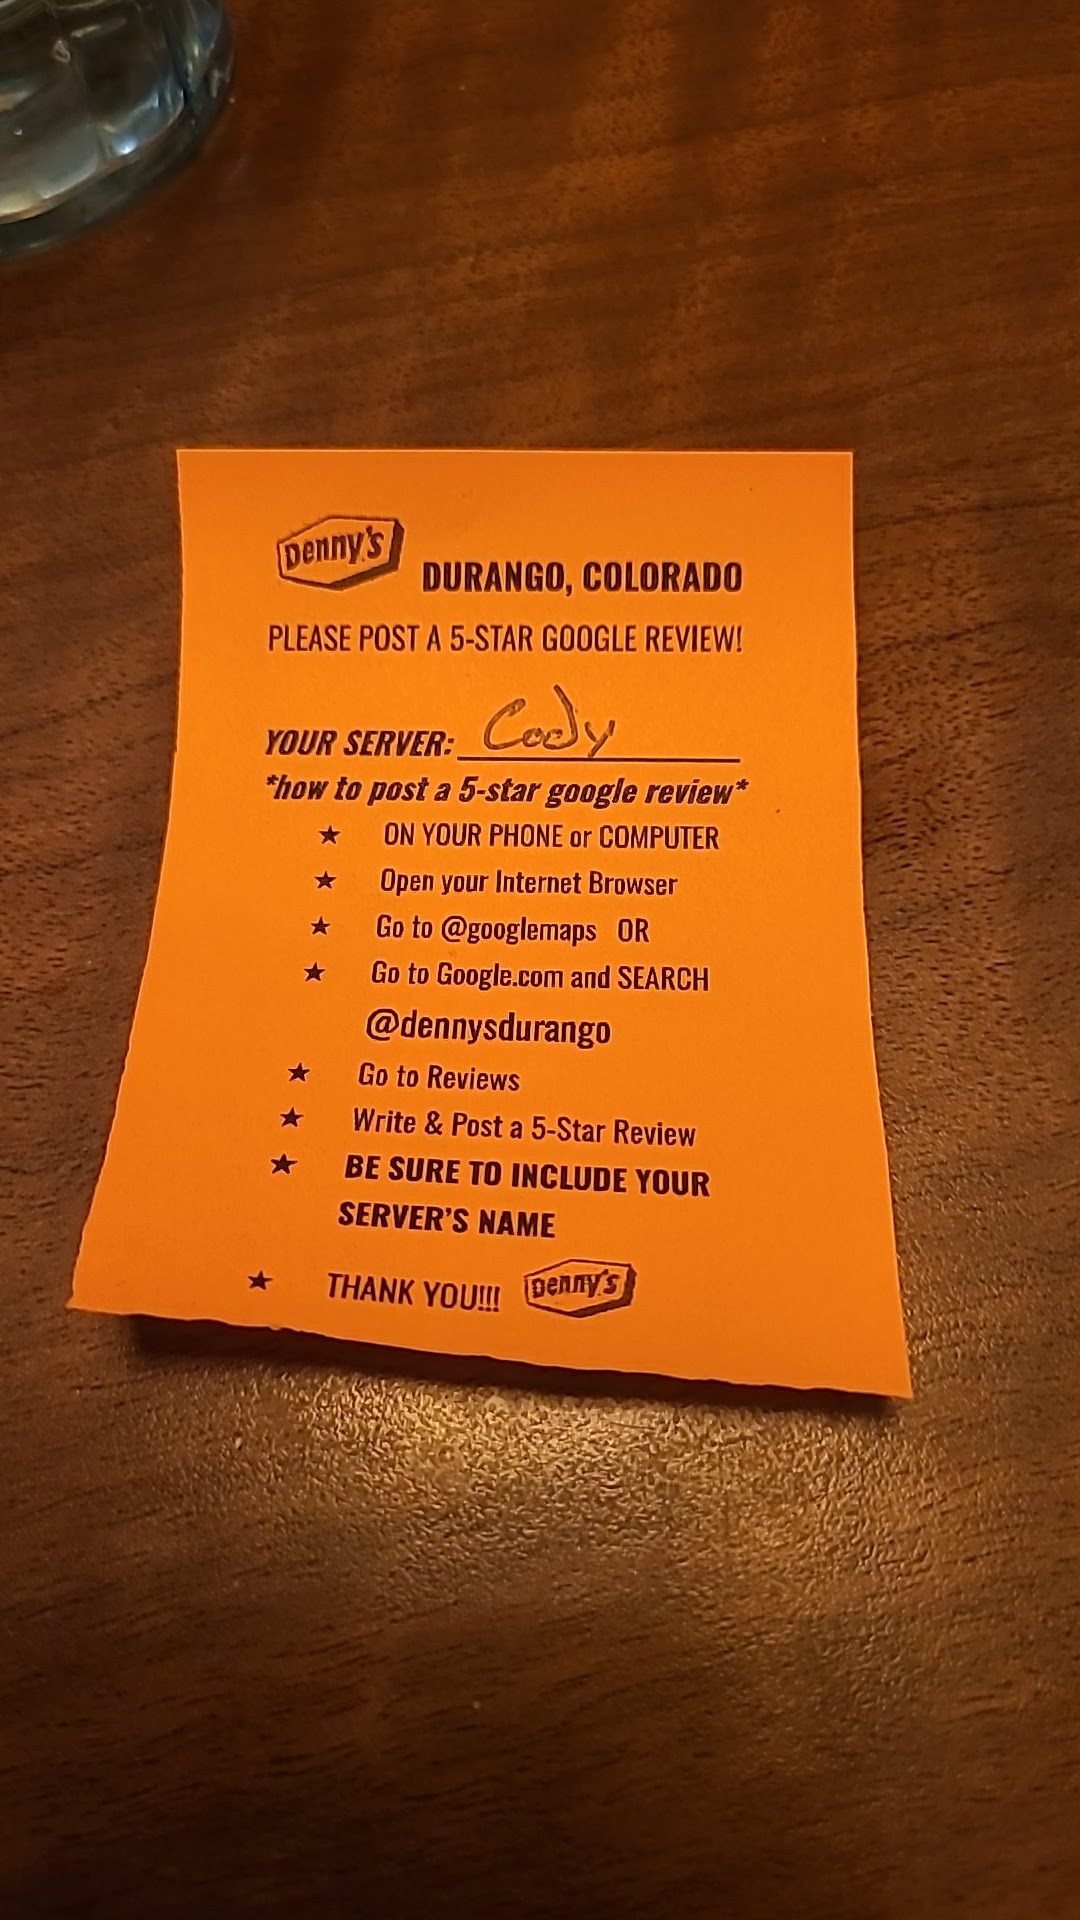 Denny's DURANGO, COLORADO
PLEASE POST A 5-STAR GOOGLE REVIEW!
YOUR SERVER: Cody
*how to post a 5-star google review*
★ ON YOUR PHONE or COMPUTER
★ Open your Internet Browser
★ Go to @googlemaps OR
★ Go to Google.com and SEARCH
@dennysdurango
★ Go to Reviews
★ Write & Post a 5-Star Review
★ BE SURE TO INCLUDE YOUR
SERVER'S NAME
★ THANK YOU!!! Denny's